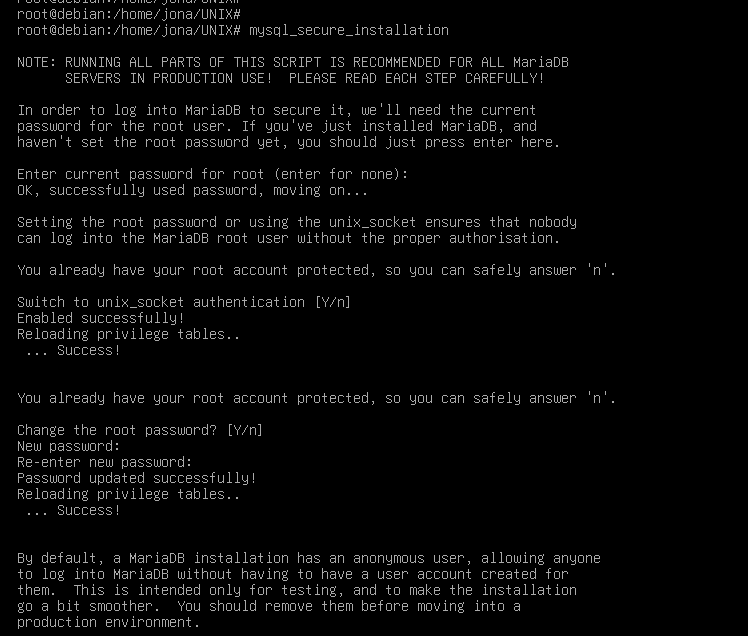 root@debian:/home/jona/UNIX#
root@debian:/home/jona/UNIX#
root@debian:/home/jona/UNIX# mysql_secure_installation
NOTE: RUNNING ALL PARTS OF THIS SCRIPT IS RECOMMENDED FOR ALL MariaDB
SERVERS IN PRODUCTION USE!  PLEASE READ EACH STEP CAREFULLY!
In order to log into MariaDB to secure it, we'll need the current
password for the root user. If you've just installed MariaDB, and
haven't set the root password yet, you should just press enter here.
Enter current password for root (enter for none):
OK, successfully used password, moving on...
Setting the root password or using the unix_socket ensures that nobody
can log into the MariaDB root user without the proper authorisation.
You already have your root account protected, so you can safely answer 'n'.
Switch to unix_socket authentication [Y/n]
Enabled successfully!
Reloading privilege tables..
... Success!
You already have your root account protected, so you can safely answer 'n'.
Change the root password? [Y/n]
New password:
Re-enter new password:
Password updated successfully!
Reloading privilege tables..
... Success!
By default, a MariaDB installation has an anonymous user, allowing anyone
to log into MariaDB without having to have a user account created for
them.  This is intended only for testing, and to make the installation
go a bit smoother.  You should remove them before moving into a
production environment.